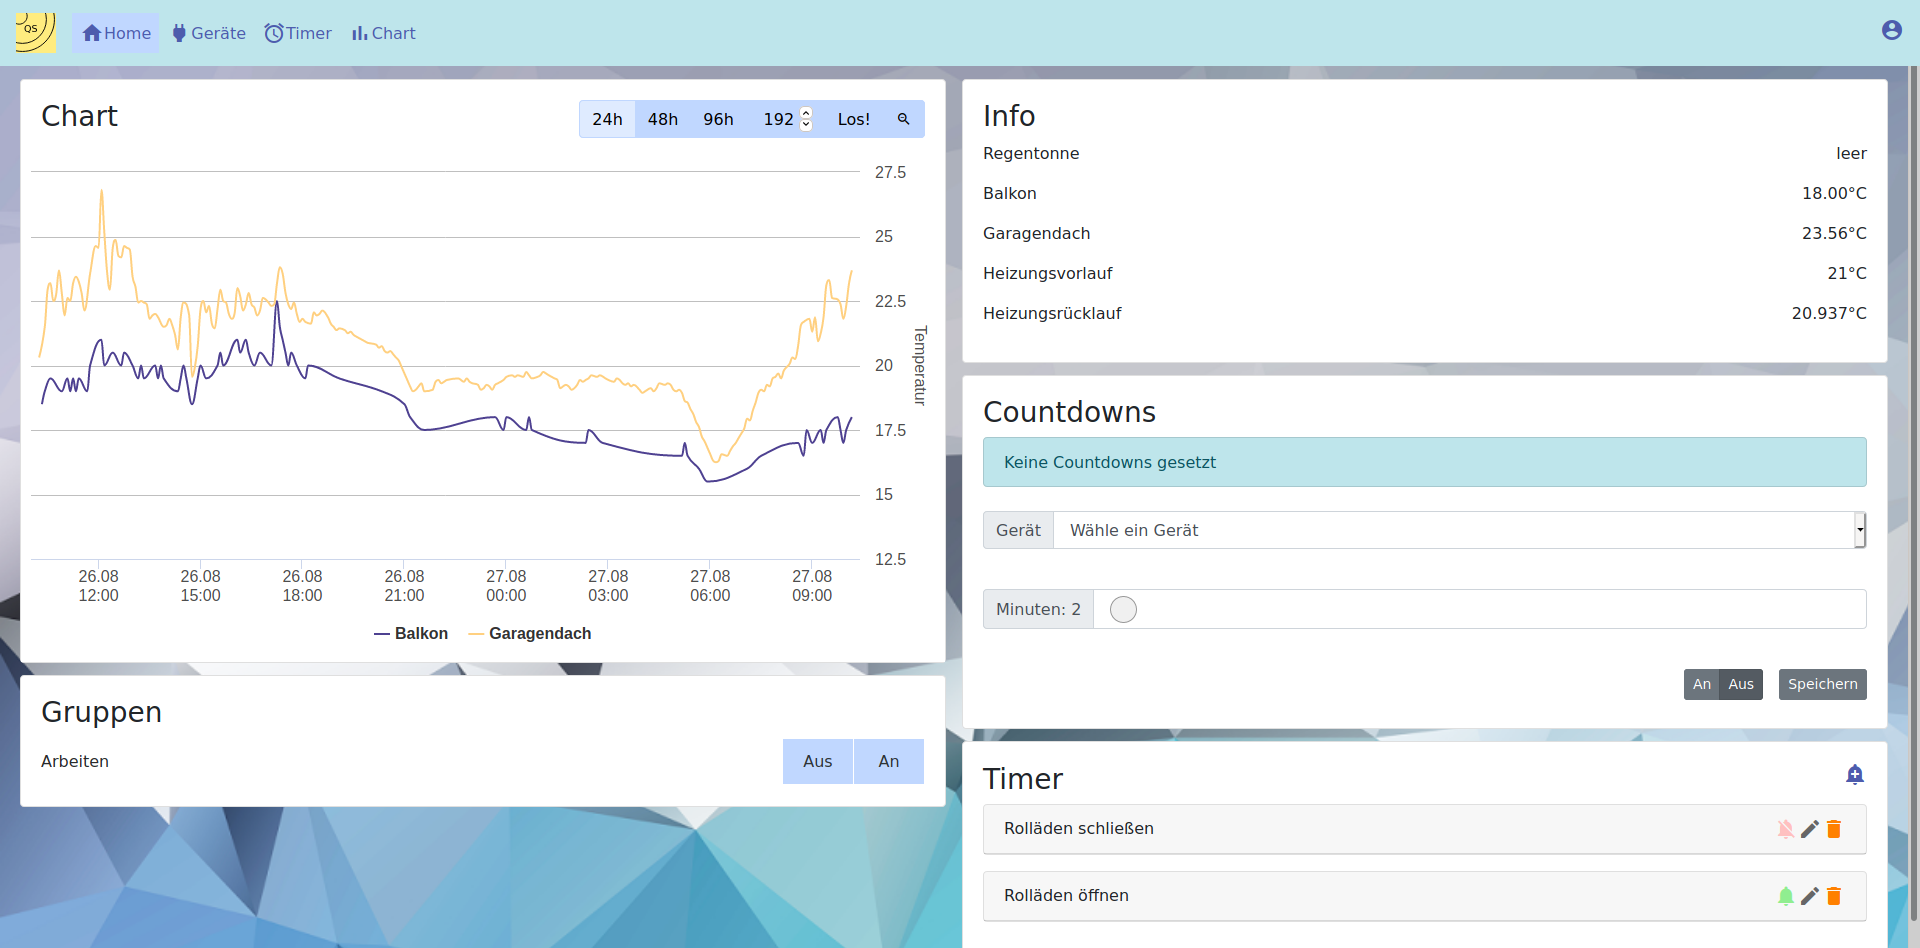 QS Home Geräte Timer Chart
Chart
24h 48h 96h 192 Los!
27.5
25
22.5
20
17.5
15
12.5
Temperatur
26.08 26.08 26.08 26.08 27.08 27.08 27.08 27.08
12:00 15:00 18:00 21:00 00:00 03:00 06:00 09:00
Balkon Garagendach
Gruppen
Arbeiten Aus An
Info
Regentonne leer
Balkon 18.00°C
Garagendach 23.56°C
Heizungsvorlauf 21°C
Heizungsrücklauf 20.937°C
Countdowns
Keine Countdowns gesetzt
Gerät Wähle ein Gerät
Minuten: 2
An Aus Speichern
Timer
Rolläden schließen
Rolläden öffnen